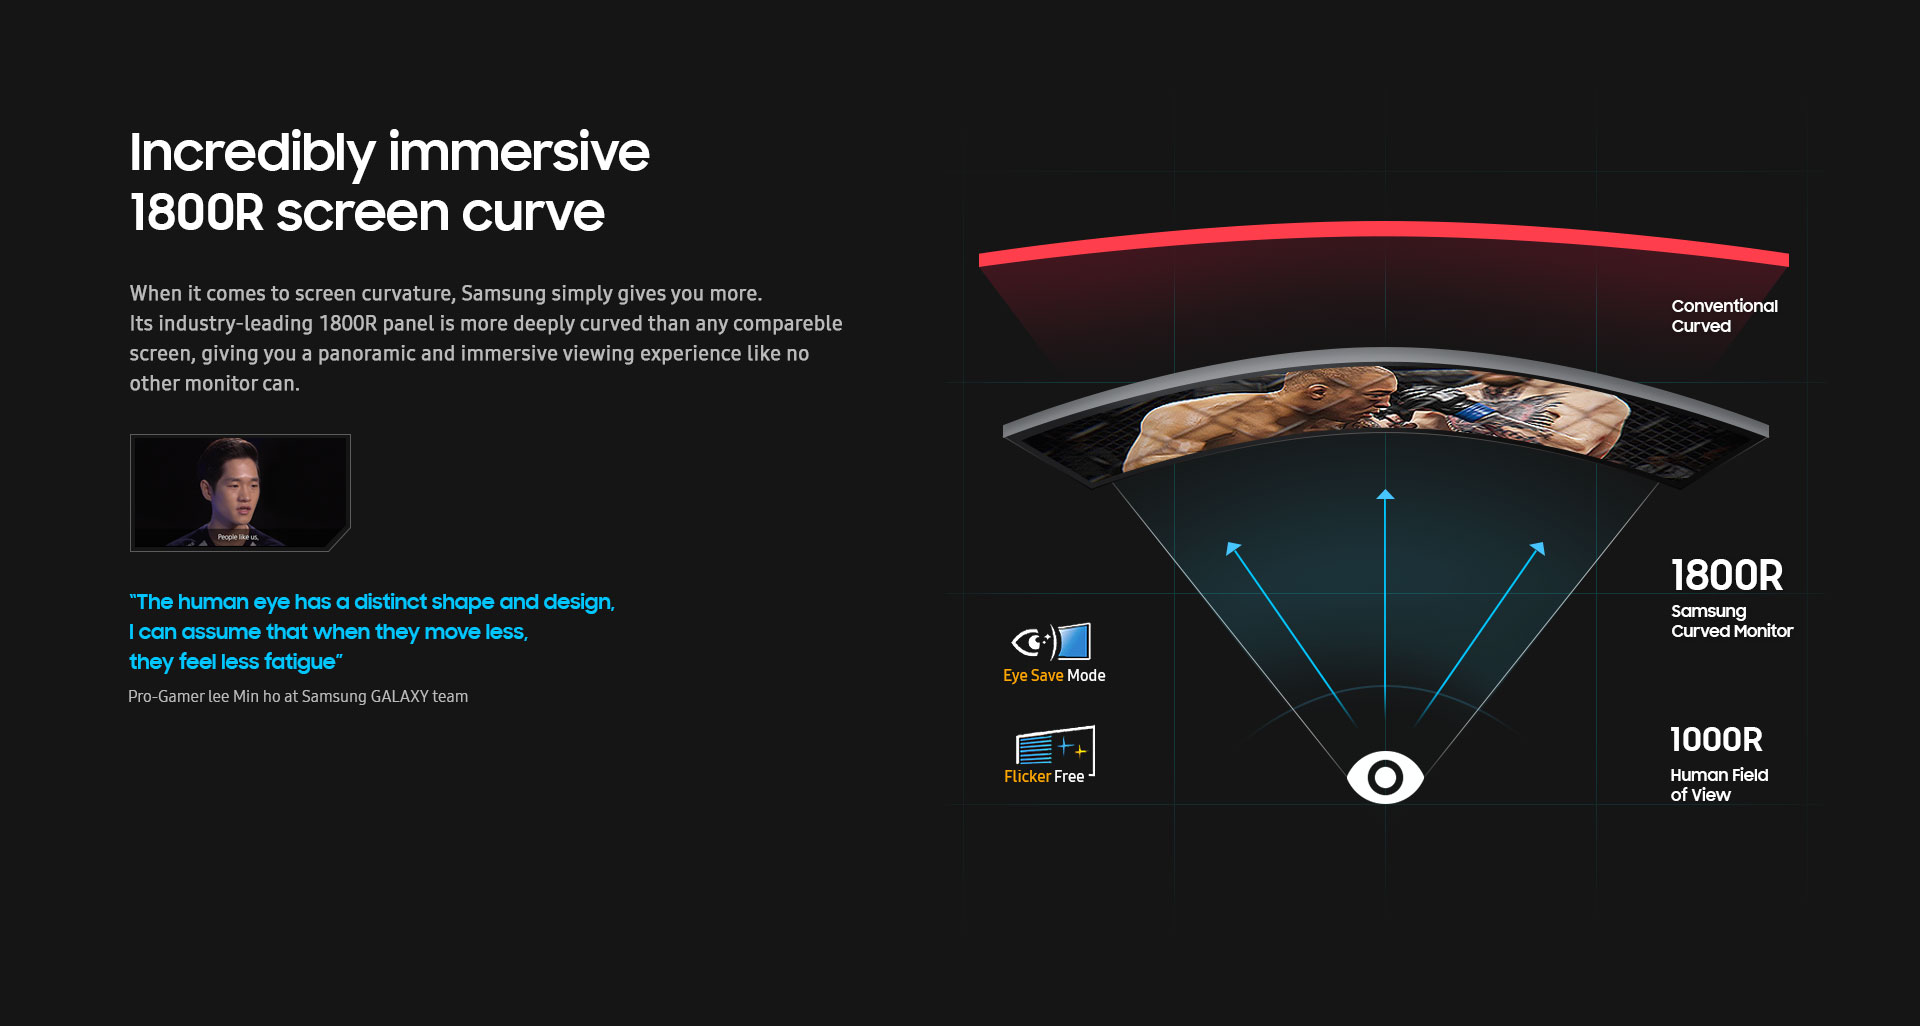 Incredibly immersive
1800R screen curve
When it comes to screen curvature, Samsung simply gives you more.
Its industry-leading 1800R panel is more deeply curved than any compareble
screen, giving you a panoramic and immersive viewing experience like no
other monitor can.
People like us,
“The human eye has a distinct shape and design,
I can assume that when they move less,
they feel less fatigue”
Pro-Gamer lee Min ho at Samsung GALAXY team
Conventional
Curved
1800R
Samsung
Curved Monitor
Eye Save Mode
Flicker Free
1000R
Human Field
of View